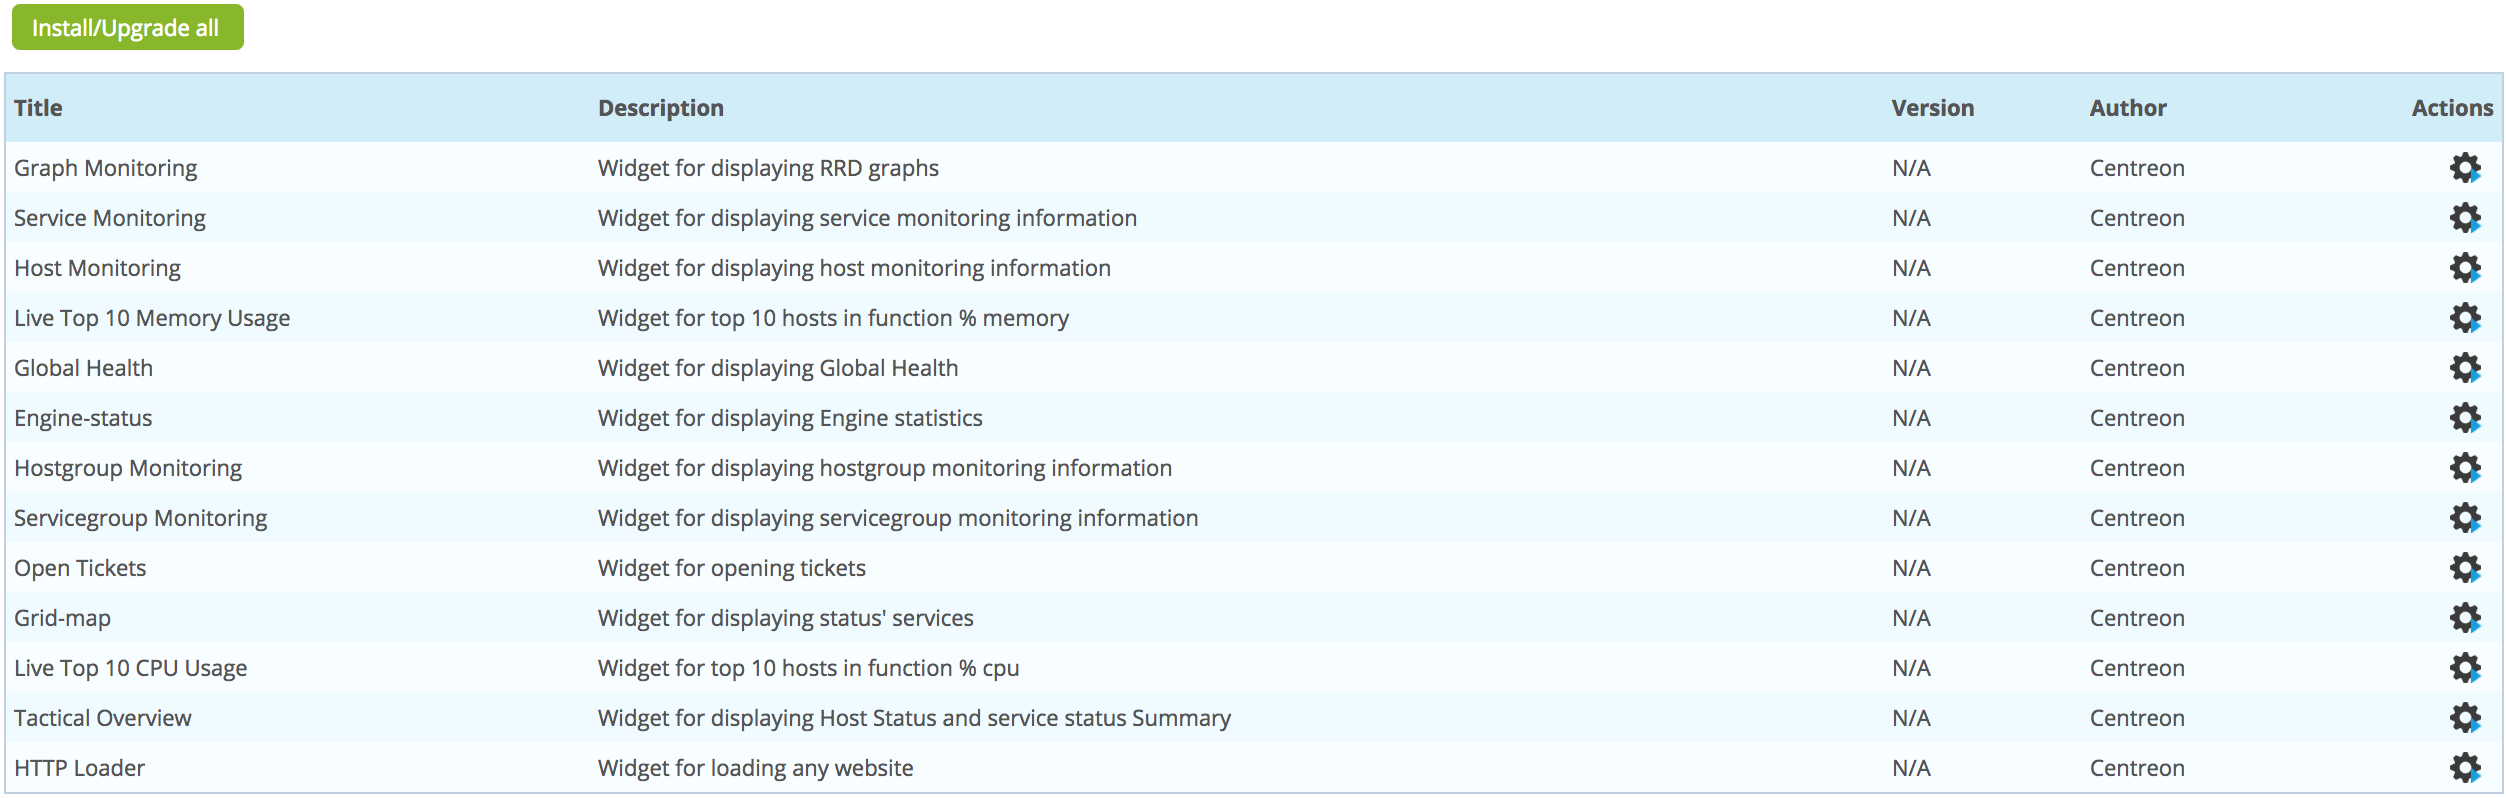 Install/Upgrade all
Title Description Version Author Actions
Graph Monitoring Widget for displaying RRD graphs N/A Centreon
Service Monitoring Widget for displaying service monitoring information N/A Centreon
Host Monitoring Widget for displaying host monitoring information N/A Centreon
Live Top 10 Memory Usage Widget for top 10 hosts in function % memory N/A Centreon
Global Health Widget for displaying Global Health N/A Centreon
Engine-status Widget for displaying Engine statistics N/A Centreon
Hostgroup Monitoring Widget for displaying hostgroup monitoring information N/A Centreon
Servicegroup Monitoring Widget for displaying servicegroup monitoring information N/A Centreon
Open Tickets Widget for opening tickets N/A Centreon
Grid-map Widget for displaying status' services N/A Centreon
Live Top 10 CPU Usage Widget for top 10 hosts in function % cpu N/A Centreon
Tactical Overview Widget for displaying Host Status and service status Summary N/A Centreon
HTTP Loader Widget for loading any website N/A Centreon